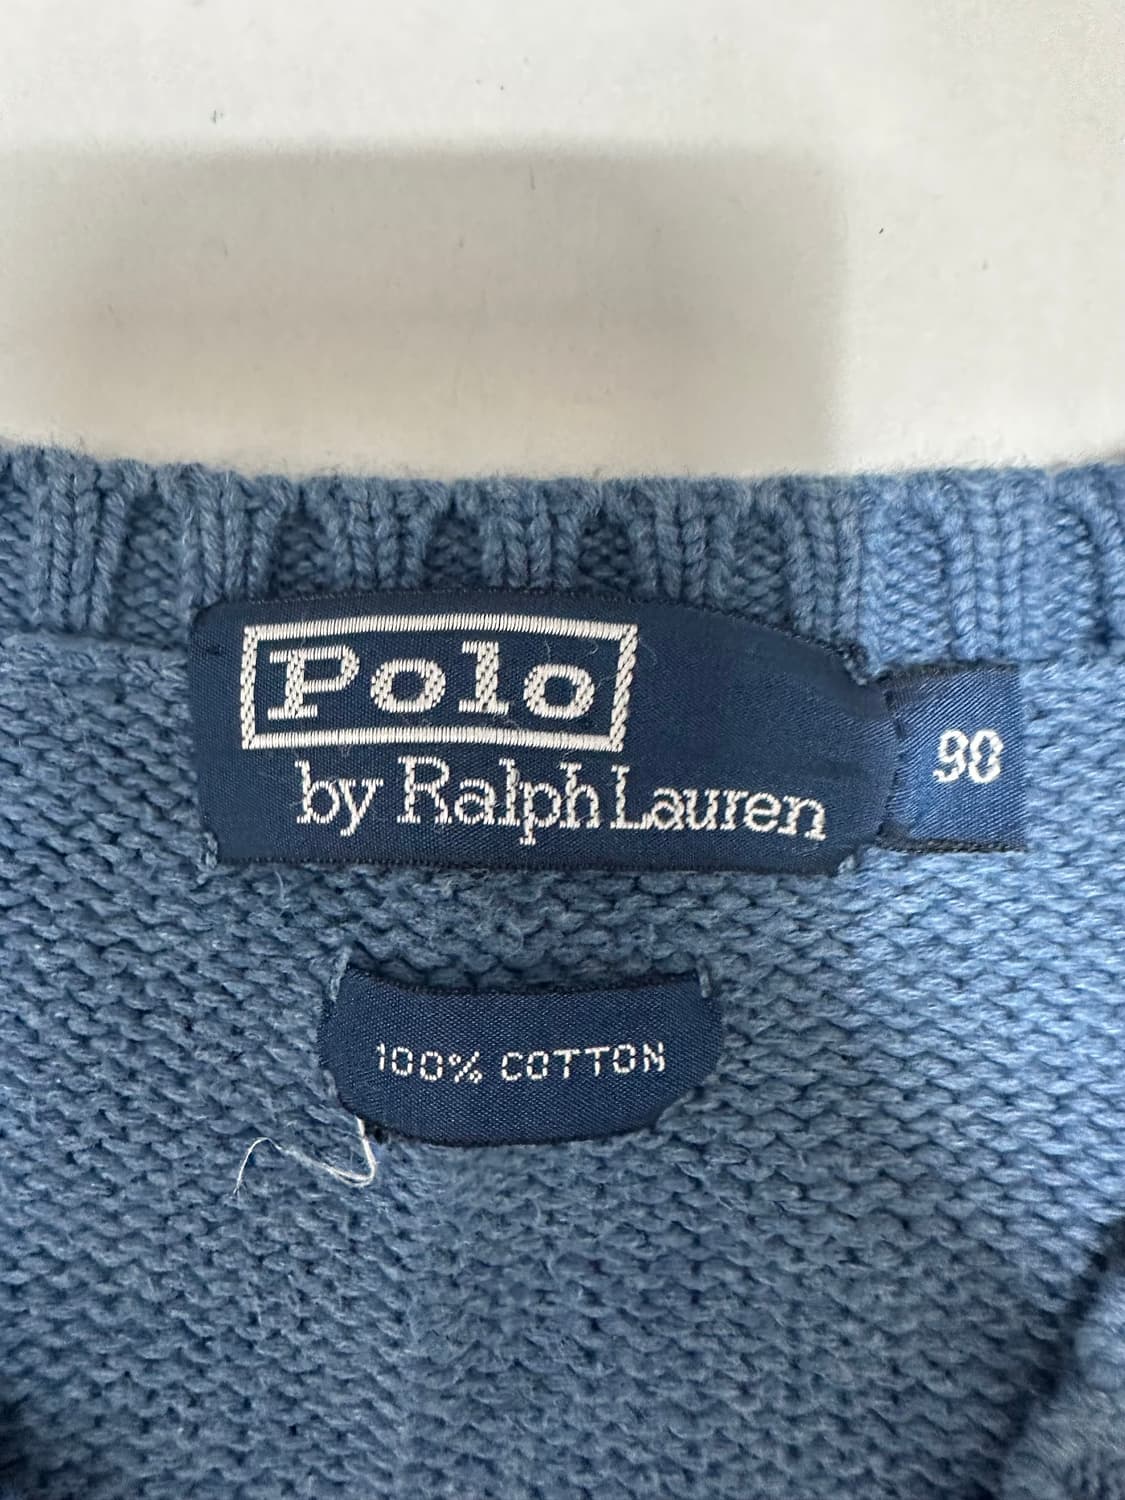 Polo
by Ralph Lauren
90
100% COTTON